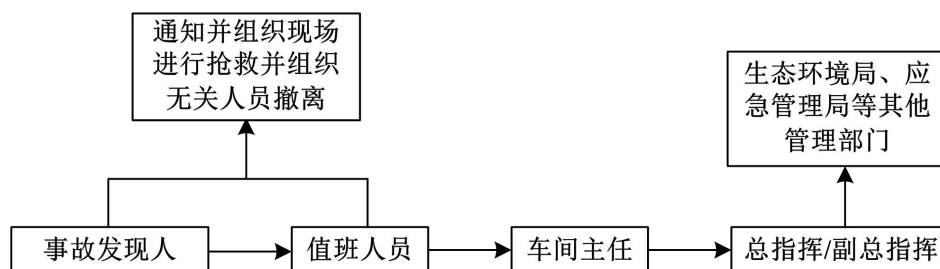 通知并组织现场
进行抢救并组织
无关人员撤离
生态环境局、应
急管理局等其他
管理部门
事故发现人
值班人员
车间主任
总指挥/副总指挥